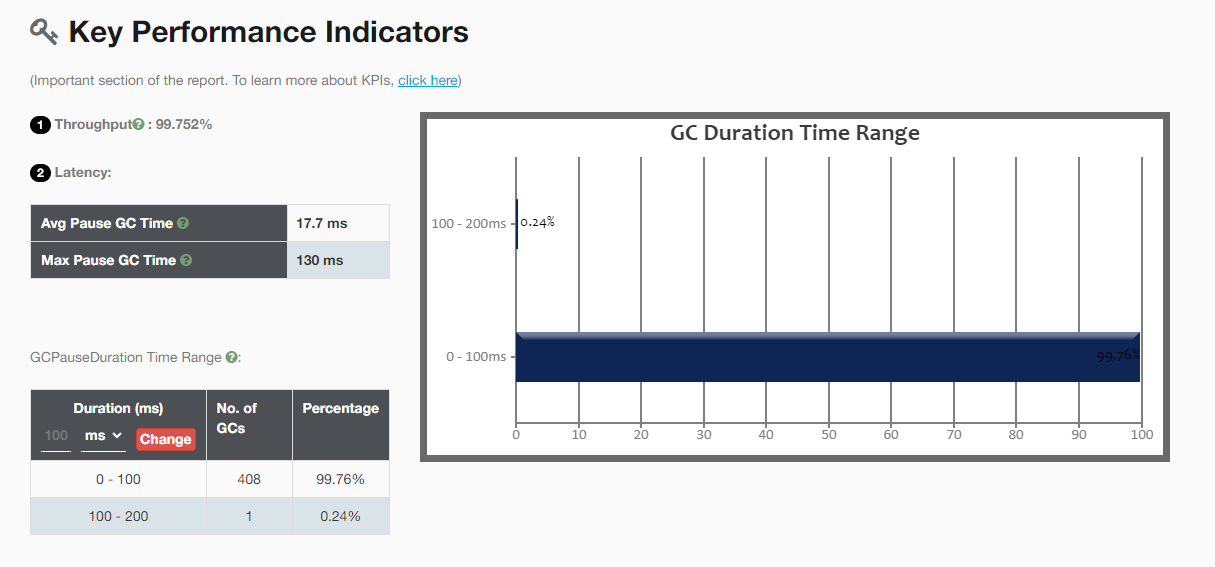 Key Performance Indicators
(Important section of the report. To learn more about KPIs, click here)
1 Throughput? : 99.752%
2 Latency:
Avg Pause GC Time ? 17.7 ms
Max Pause GC Time ? 130 ms
GCPauseDuration Time Range ?:
Duration (ms) No. of GCs Percentage
100 ms Change
0 - 100 408 99.76%
100 - 200 1 0.24%
GC Duration Time Range
100 - 200ms 0.24%
0 - 100ms 99.76%
0 10 20 30 40 50 60 70 80 90 100